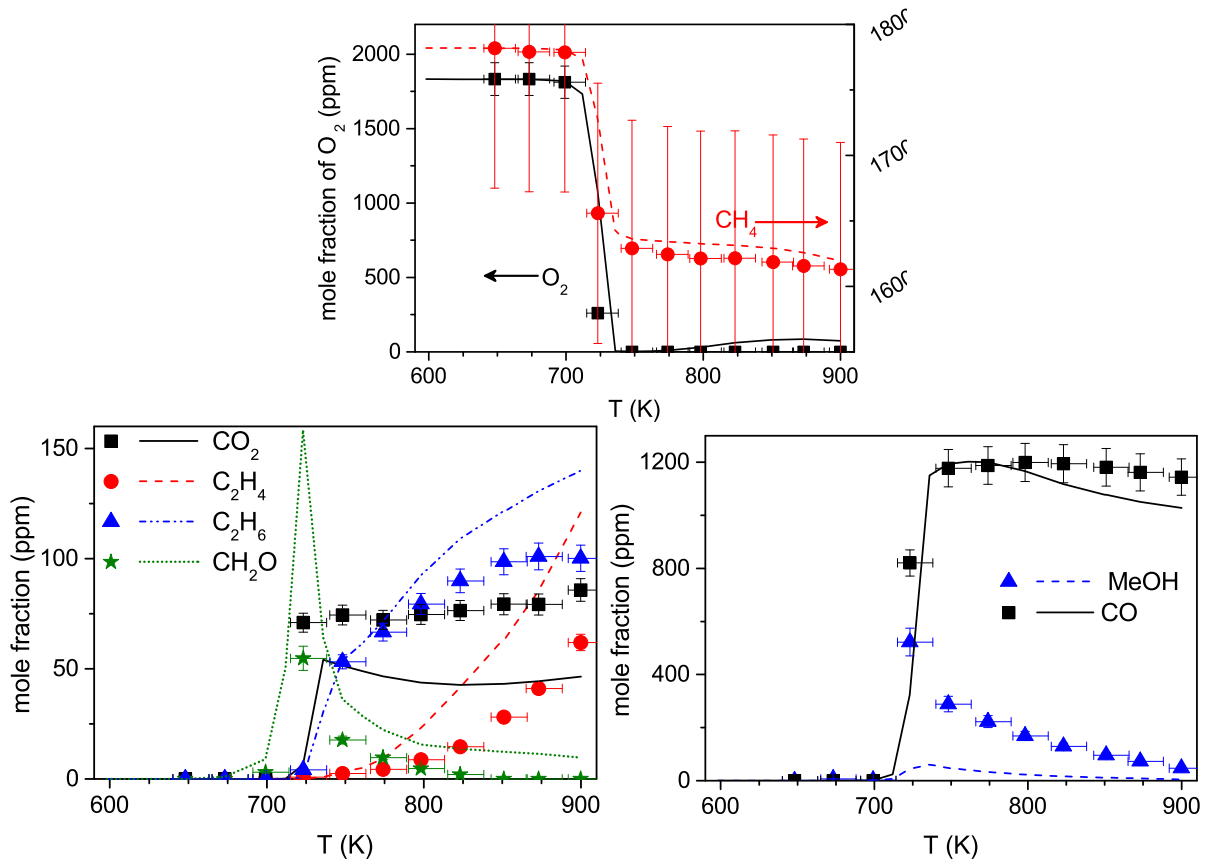 2000
1500
1000
500
0
mole fraction of O₂ (ppm)
1800
1700
1600
CH₄
O₂
600
700
800
900
T (K)
150
100
50
0
mole fraction (ppm)
CO₂
C₂H₄
C₂H₆
CH₂O
600
700
800
900
T (K)
1200
800
400
0
mole fraction (ppm)
MeOH
CO
600
700
800
900
T (K)